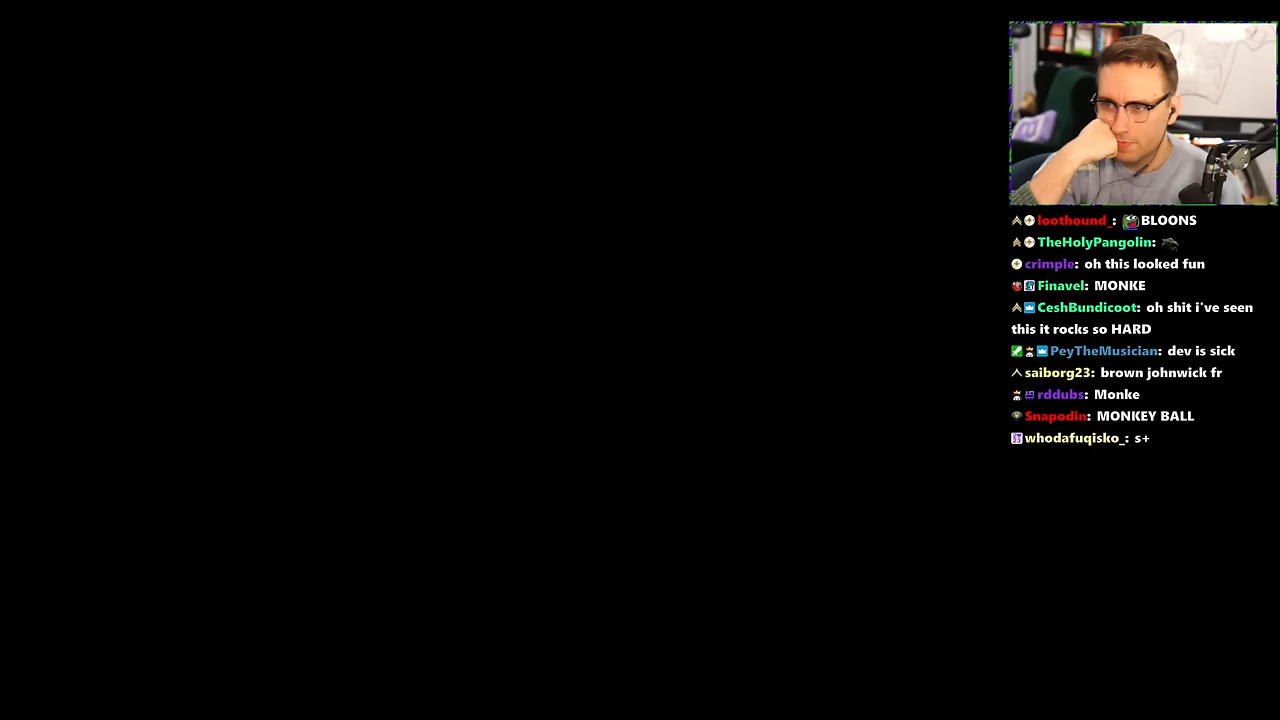 loothound_: BLOONS
TheHolyPangolin:
crimple: oh this looked fun
Finavel: MONKE
CeshBundicoot: oh shit i've seen
this it rocks so HARD
PeyTheMusician: dev is sick
saiborg23: brown johnwick fr
rddubs: Monke
Snapodin: MONKEY BALL
whodafuqisko_: s+